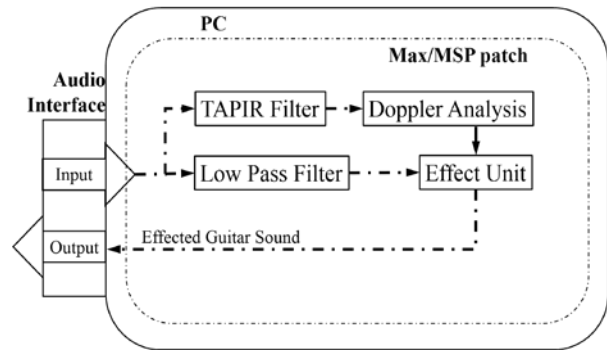 PC
Max/MSP patch
Audio
Interface
TAPIR Filter
Doppler Analysis
Input
Low Pass Filter
Effect Unit
Output
Effected Guitar Sound